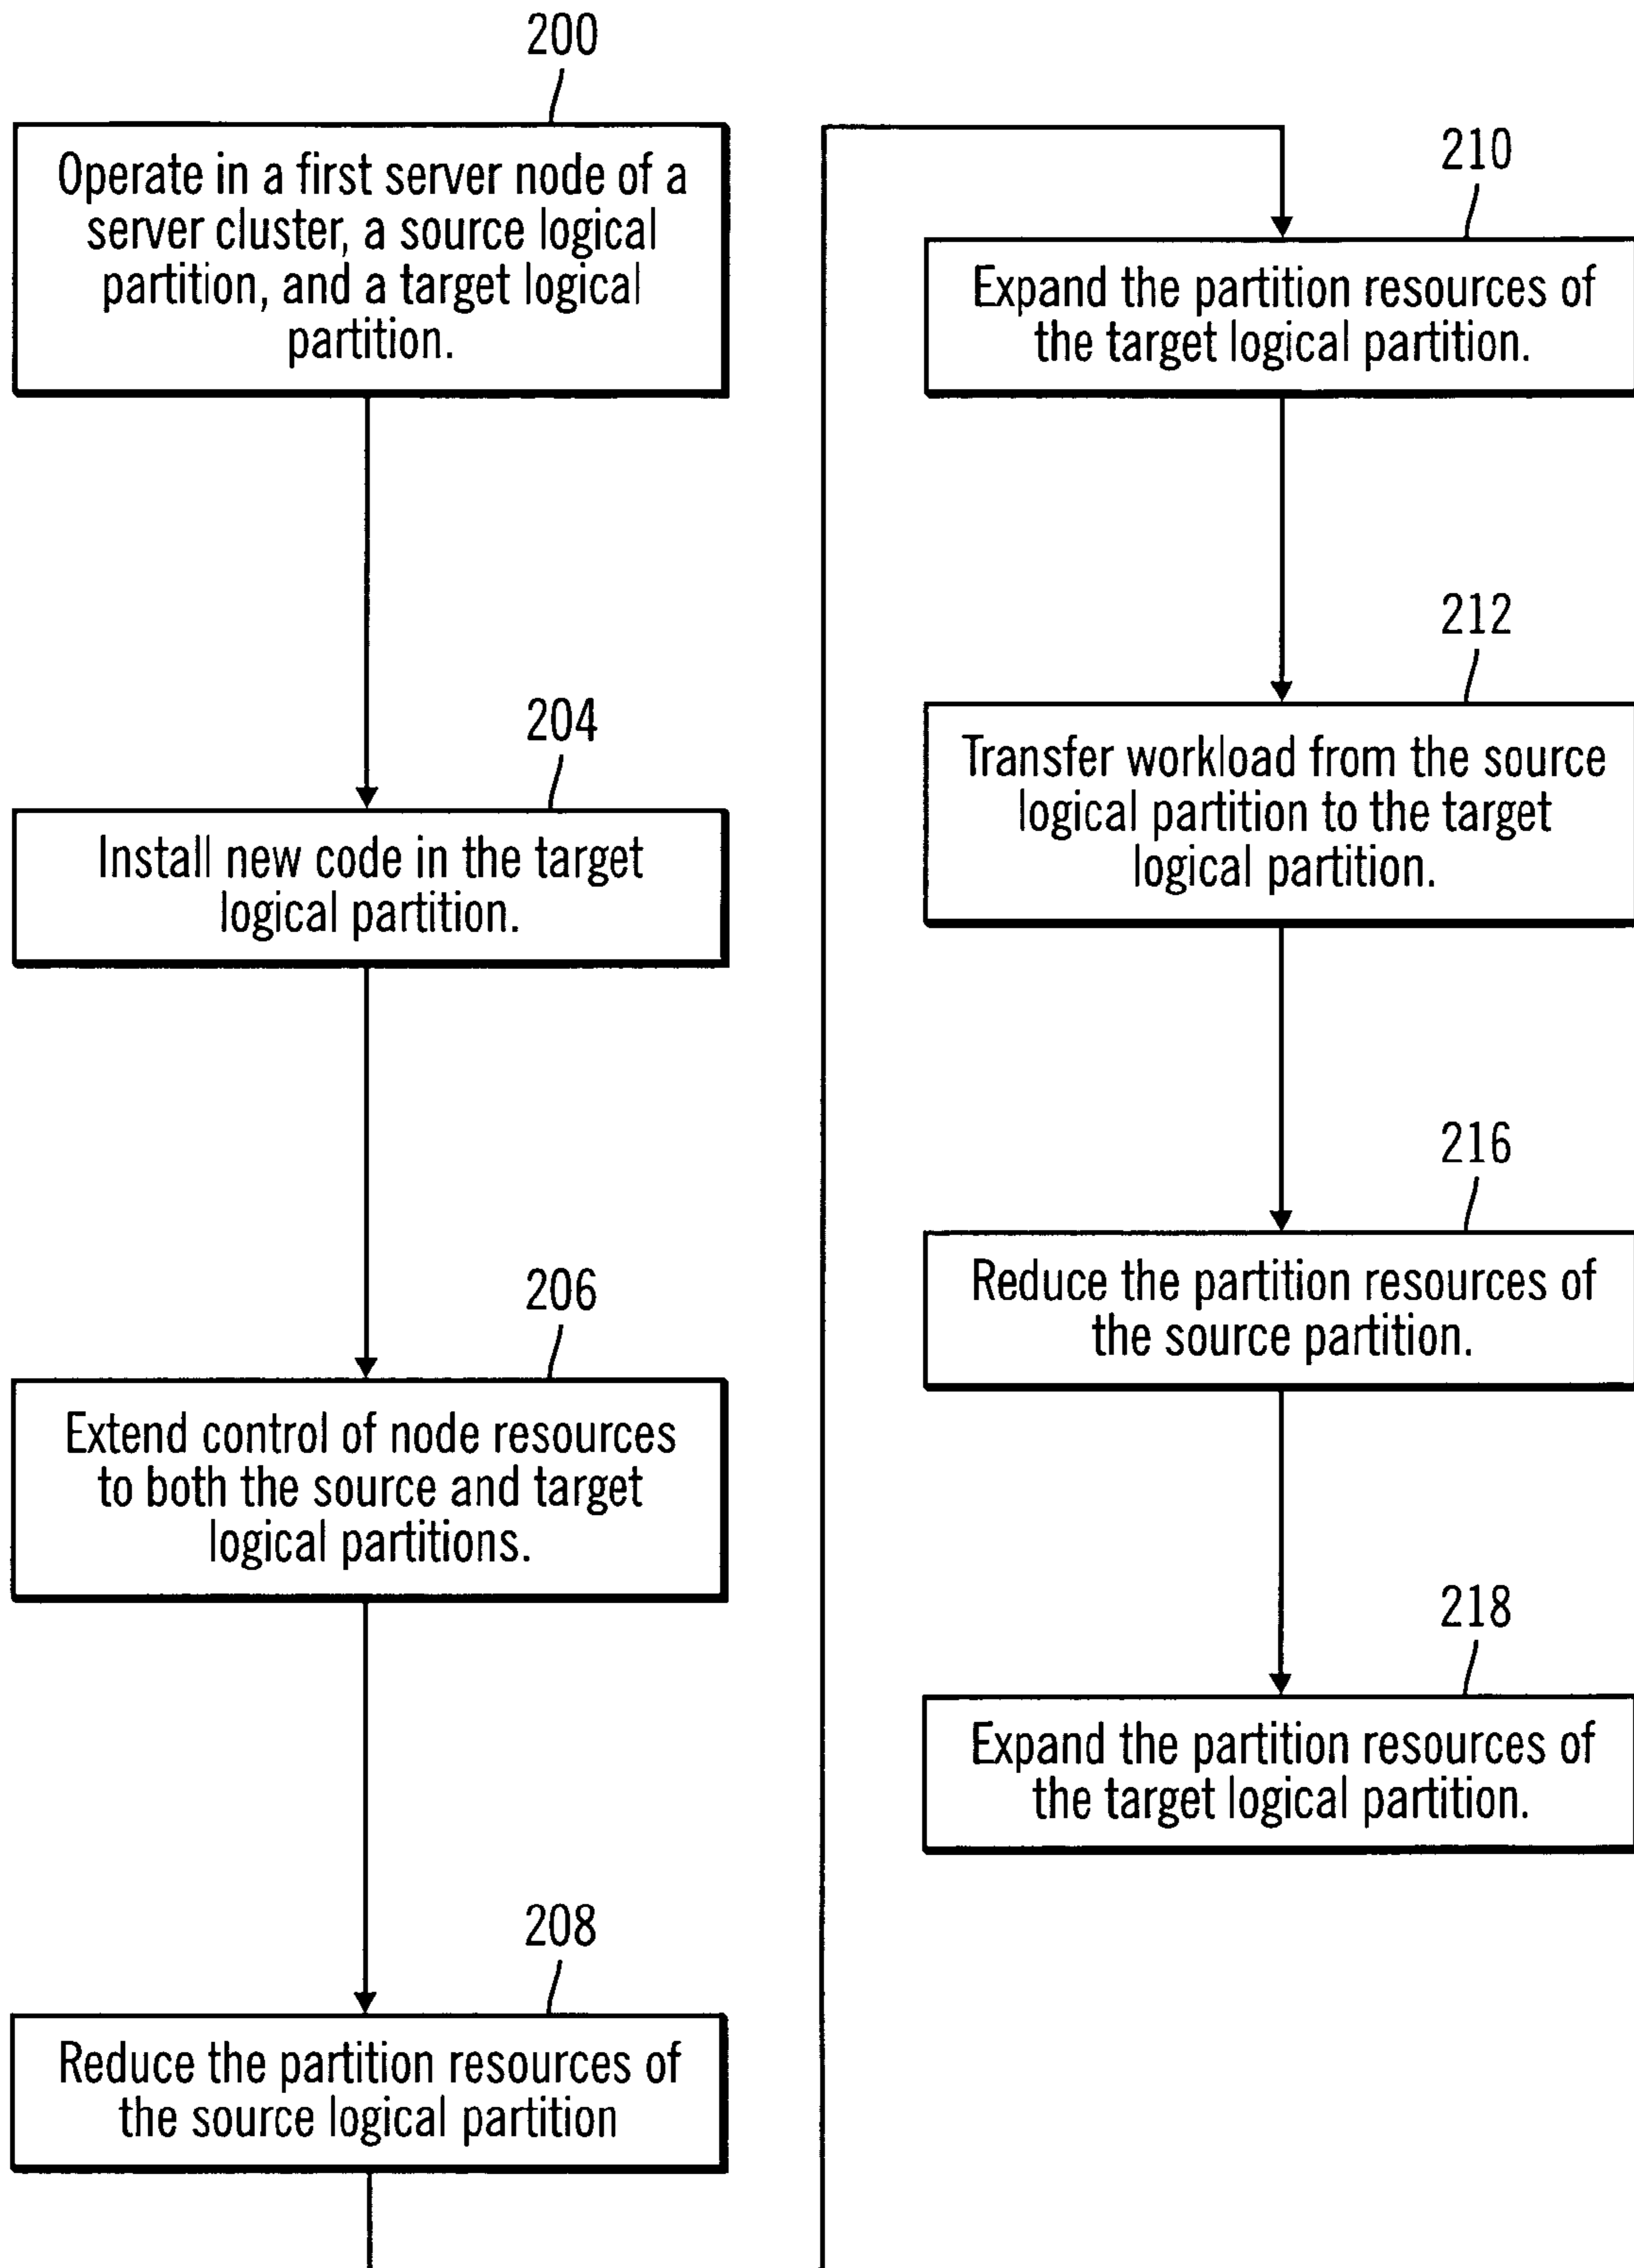 200
Operate in a first server node of a
server cluster, a source logical
partition, and a target logical
partition.
204
Install new code in the target
logical partition.
206
Extend control of node resources
to both the source and target
logical partitions.
208
Reduce the partition resources of
the source logical partition
210
Expand the partition resources of
the target logical partition.
212
Transfer workload from the source
logical partition to the target
logical partition.
216
Reduce the partition resources of
the source partition.
218
Expand the partition resources of
the target logical partition.